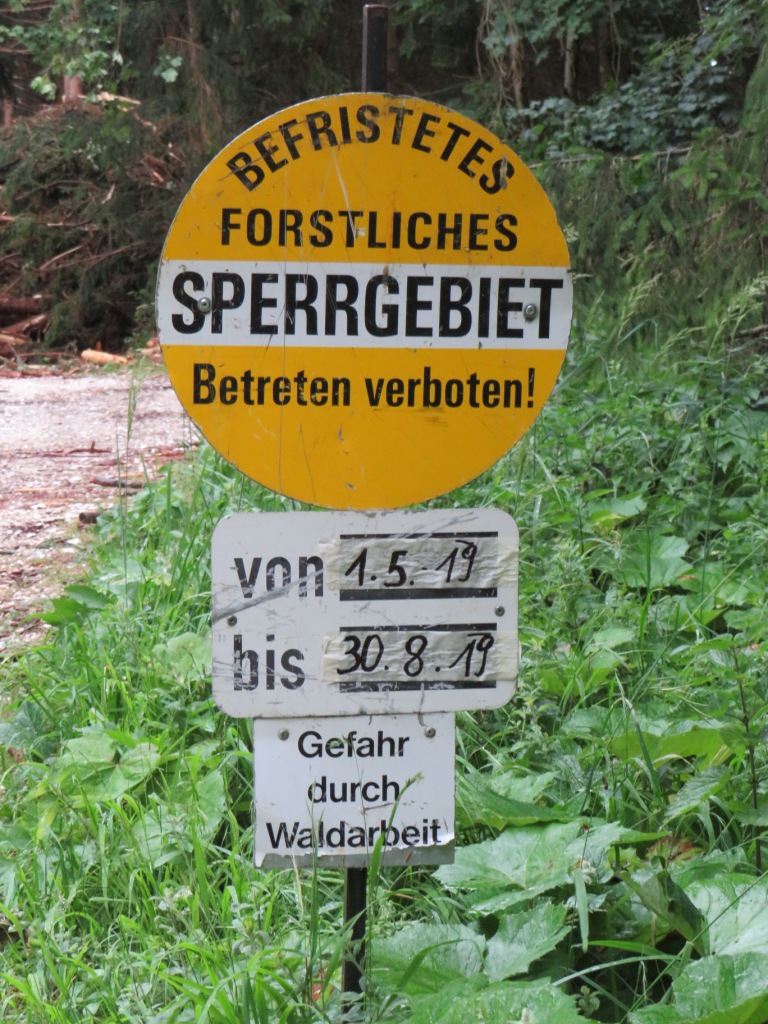 BEFRISTETES
FORSTLICHES
SPERRGEBIET
Betreten verboten!
von 1.5.19
bis 30.8.19
Gefahr
durch
Waldarbeit